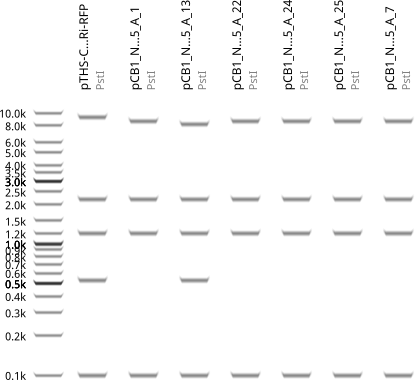 pTHS-C...Ri-RFP
PstI
pCB1_N...5_A_1
PstI
pCB1_N...5_A_13
PstI
pCB1_N...5_A_22
PstI
pCB1_N...5_A_24
PstI
pCB1_N...5_A_25
PstI
pCB1_N...5_A_7
PstI
10.0k
8.0k
6.0k
5.0k
4.0k
3.5k
3.0k
2.5k
2.0k
1.5k
1.2k
1.0k
0.9k
0.8k
0.7k
0.6k
0.5k
0.4k
0.3k
0.2k
0.1k